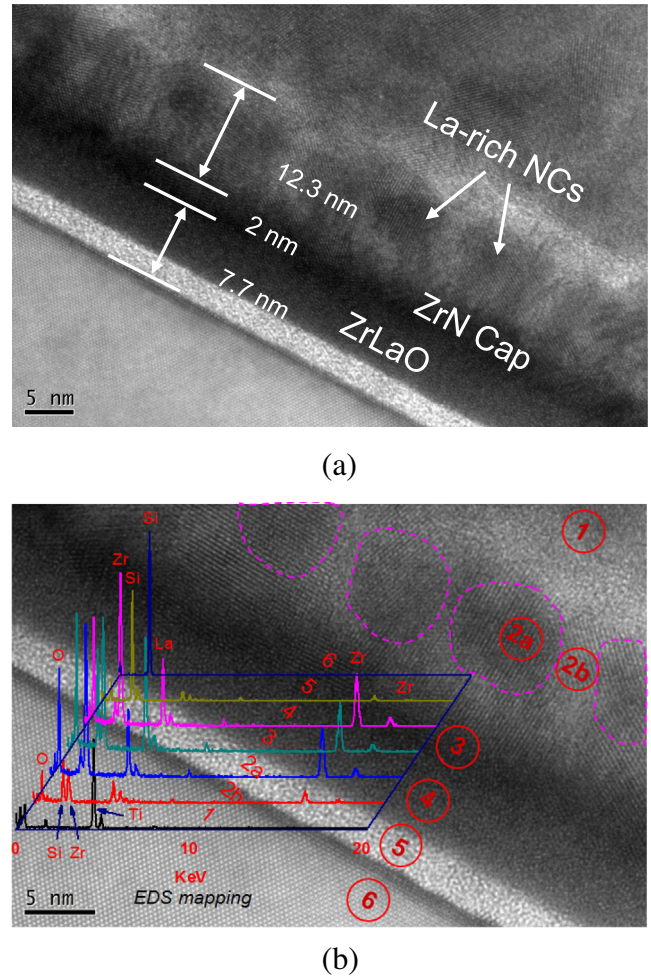 La-rich NCs
12.3 nm
2 nm
7.7 nm
ZrN Cap
ZrLaO
5 nm
(a)
Si
1
Zr
Si
2a
O
La
2b
6
Zr
5
Zr
4
3
3
O
2a
4
2b
Ti
1
Si Zr
0 10 20
5
KeV
6
5 nm
EDS mapping
(b)